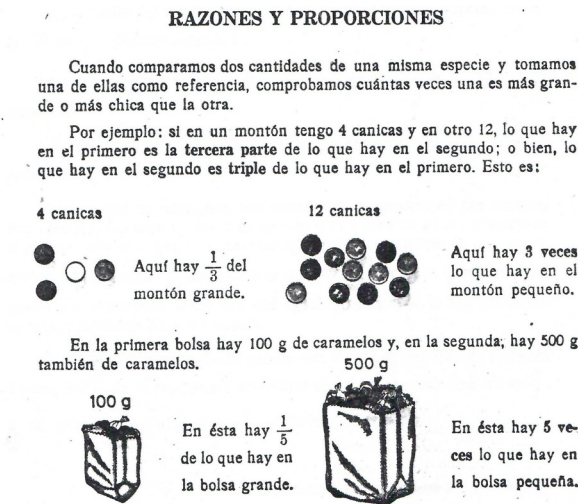 RAZONES Y PROPORCIONES
Cuando comparamos dos cantidades de una misma especie y tomamos
una de ellas como referencia, comprobamos cuántas veces una es más gran-
de o más chica que la otra.
Por ejemplo: si en un montón tengo 4 canicas y en otro 12, lo que hay
en el primero es la tercera parte de lo que hay en el segundo; o bien, lo
que hay en el segundo es triple de lo que hay en el primero. Esto es:
4 canicas
12 canicas
Aquí hay 1/3 del
montón grande.
Aquí hay 3 veces
lo que hay en el
montón pequeño.
En la primera bolsa hay 100 g de caramelos y, en la segunda, hay 500 g
también de caramelos.
100 g
500 g
En ésta hay 1/5
de lo que hay en
la bolsa grande.
En ésta hay 5 ve-
ces lo que hay en
la bolsa pequeña.